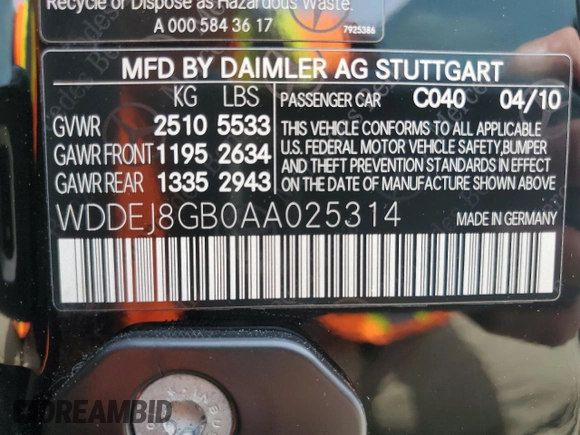 Recycle or Dispose as Hazardous Waste.
A 000 584 36 17 7925386
MFD BY DAIMLER AG STUTTGART
KG LBS PASSENGER CAR C040 04/10
GVWR 2510 5533 THIS VEHICLE CONFORMS TO ALL APPLICABLE
GAWR FRONT 1195 2634 U.S. FEDERAL MOTOR VEHICLE SAFETY, BUMPER
GAWR REAR 1335 2943 AND THEFT PREVENTION STANDARDS IN EFFECT
ON THE DATE OF MANUFACTURE SHOWN ABOVE.
WDDEJ8GB0AA025314
DREAMBID